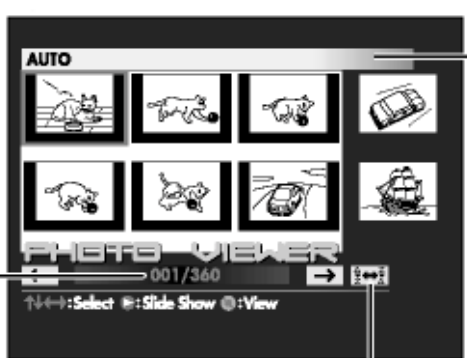 AUTO
PHOTO VIEWER
← 001/360 →
↑↓←→:Select ►:Slide Show :View